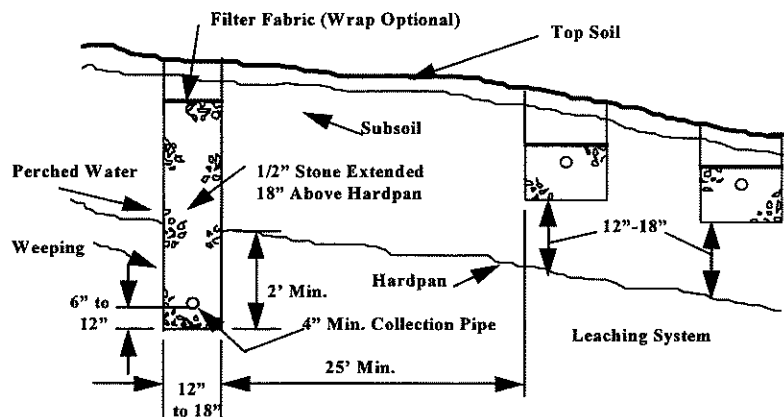 Filter Fabric (Wrap Optional)
Top Soil
Subsoil
Perched Water
1/2” Stone Extended
18” Above Hardpan
Weeping
12”-18”
Hardpan
2’ Min.
6” to
12”
4” Min. Collection Pipe
Leaching System
25’ Min.
12”
to 18”